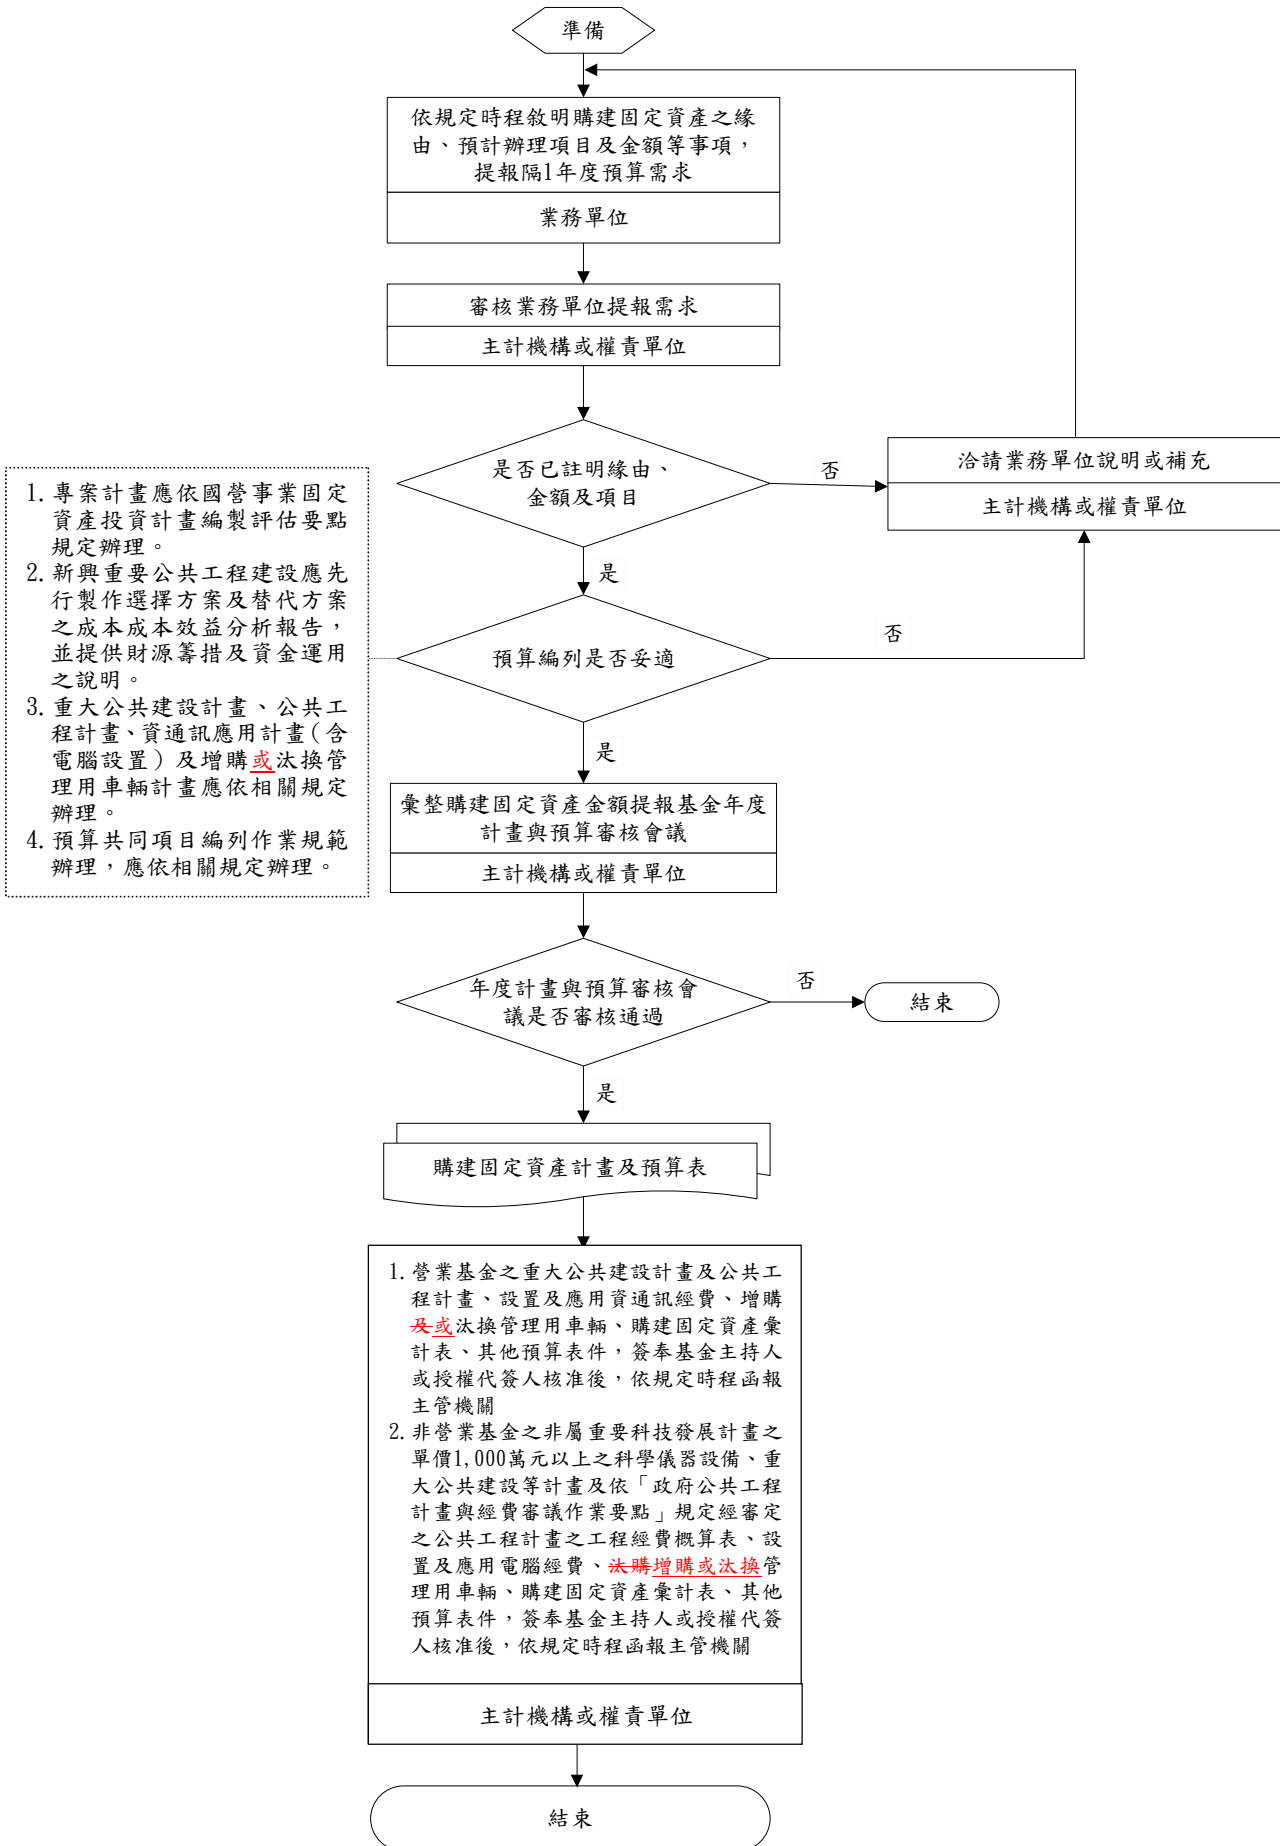 準備
依規定時程敘明購建固定資產之緣
由、預計辦理項目及金額等事項，
提報隔1年度預算需求
業務單位
審核業務單位提報需求
主計機構或權責單位
是否已註明緣由、
金額及項目
否
洽請業務單位說明或補充
主計機構或權責單位
是
1. 專案計畫應依國營事業固定
資產投資計畫編製評估要點
規定辦理。
2. 新興重要公共工程建設應先
行製作選擇方案及替代方案
之成本成本效益分析報告，
並提供財源籌措及資金運用
之說明。
3. 重大公共建設計畫、公共工
程計畫、資通訊應用計畫（含
電腦設置）及增購或汰換管
理用車輛計畫應依相關規定
辦理。
4. 預算共同項目編列作業規範
辦理，應依相關規定辦理。
預算編列是否妥適
否
是
彙整購建固定資產金額提報基金年度
計畫與預算審核會議
主計機構或權責單位
年度計畫與預算審核會
議是否審核通過
否
結束
是
購建固定資產計畫及預算表
1. 營業基金之重大公共建設計畫及公共工
程計畫、設置及應用資通訊經費、增購
及或汰換管理用車輛、購建固定資產彙
計表、其他預算表件，簽奉基金主持人
或授權代簽人核准後，依規定時程函報
主管機關
2. 非營業基金之非屬重要科技發展計畫之
單價1,000萬元以上之科學儀器設備、重
大公共建設等計畫及依「政府公共工程
計畫與經費審議作業要點」規定經審定
之公共工程計畫之工程經費概算表、設
置及應用電腦經費、汰購增購或汰換管
理用車輛、購建固定資產彙計表、其他
預算表件，簽奉基金主持人或授權代簽
人核准後，依規定時程函報主管機關
主計機構或權責單位
結束